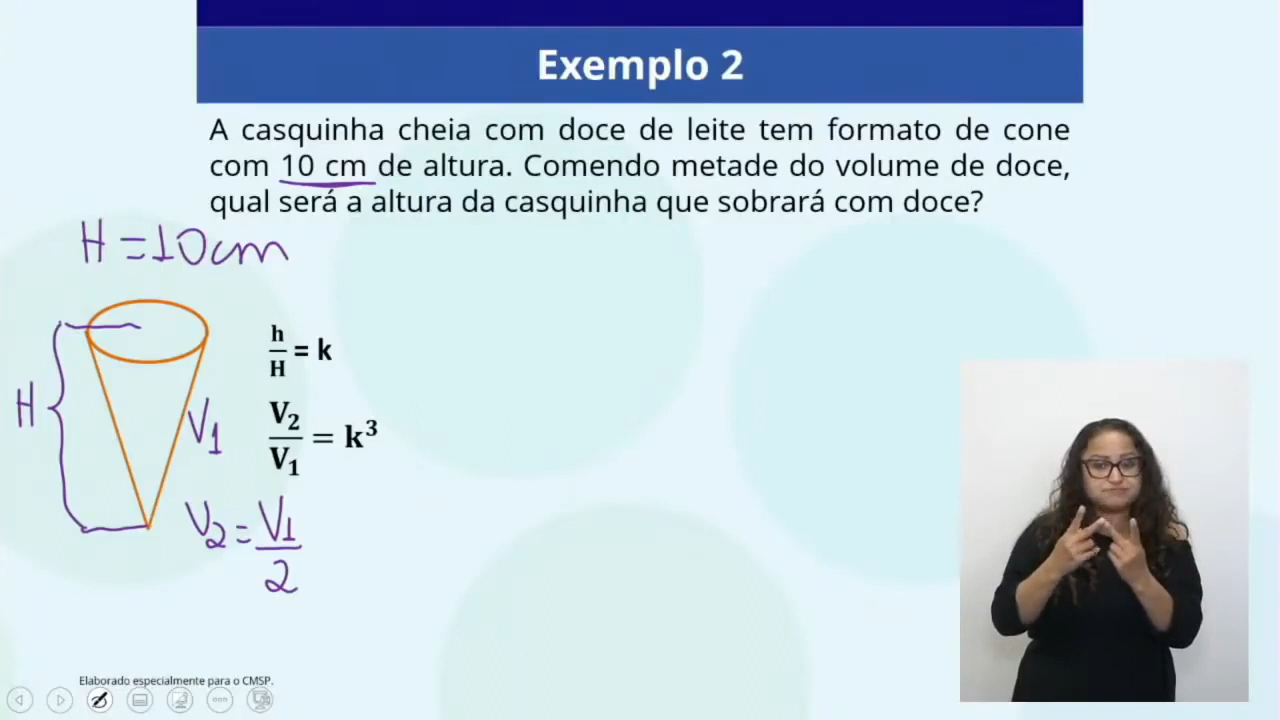 Exemplo 2
A casquinha cheia com doce de leite tem formato de cone
com 10 cm de altura. Comendo metade do volume de doce,
qual será a altura da casquinha que sobrará com doce?
H = 10cm
H
V1
h/H = k
V₂/V₁ = k³
V2 = V1/2
Elaborado especialmente para o CMSP.